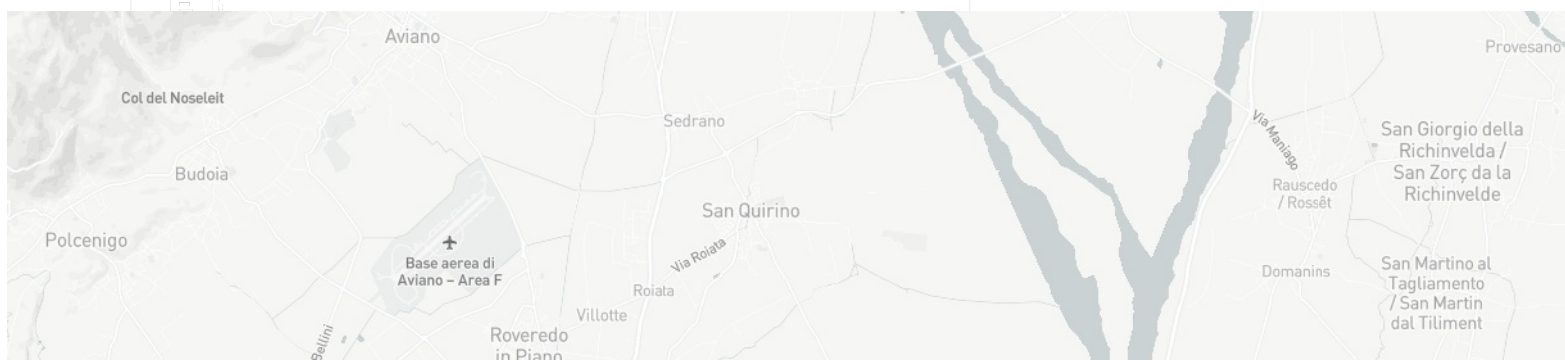 Aviano
Provesano
Col del Noseleit
Sedrano
Via Maniago
San Giorgio della
Richinvelda /
San Zorç da la
Richinvelde
Budoia
Rauscedo
/ Rossêt
San Quirino
Polcenigo
Via Roiata
Base aerea di
Aviano – Area F
Domanins
San Martino al
Tagliamento
/ San Martin
dal Tiliment
Roiata
Villotte
Bellini
Roveredo
in Piano